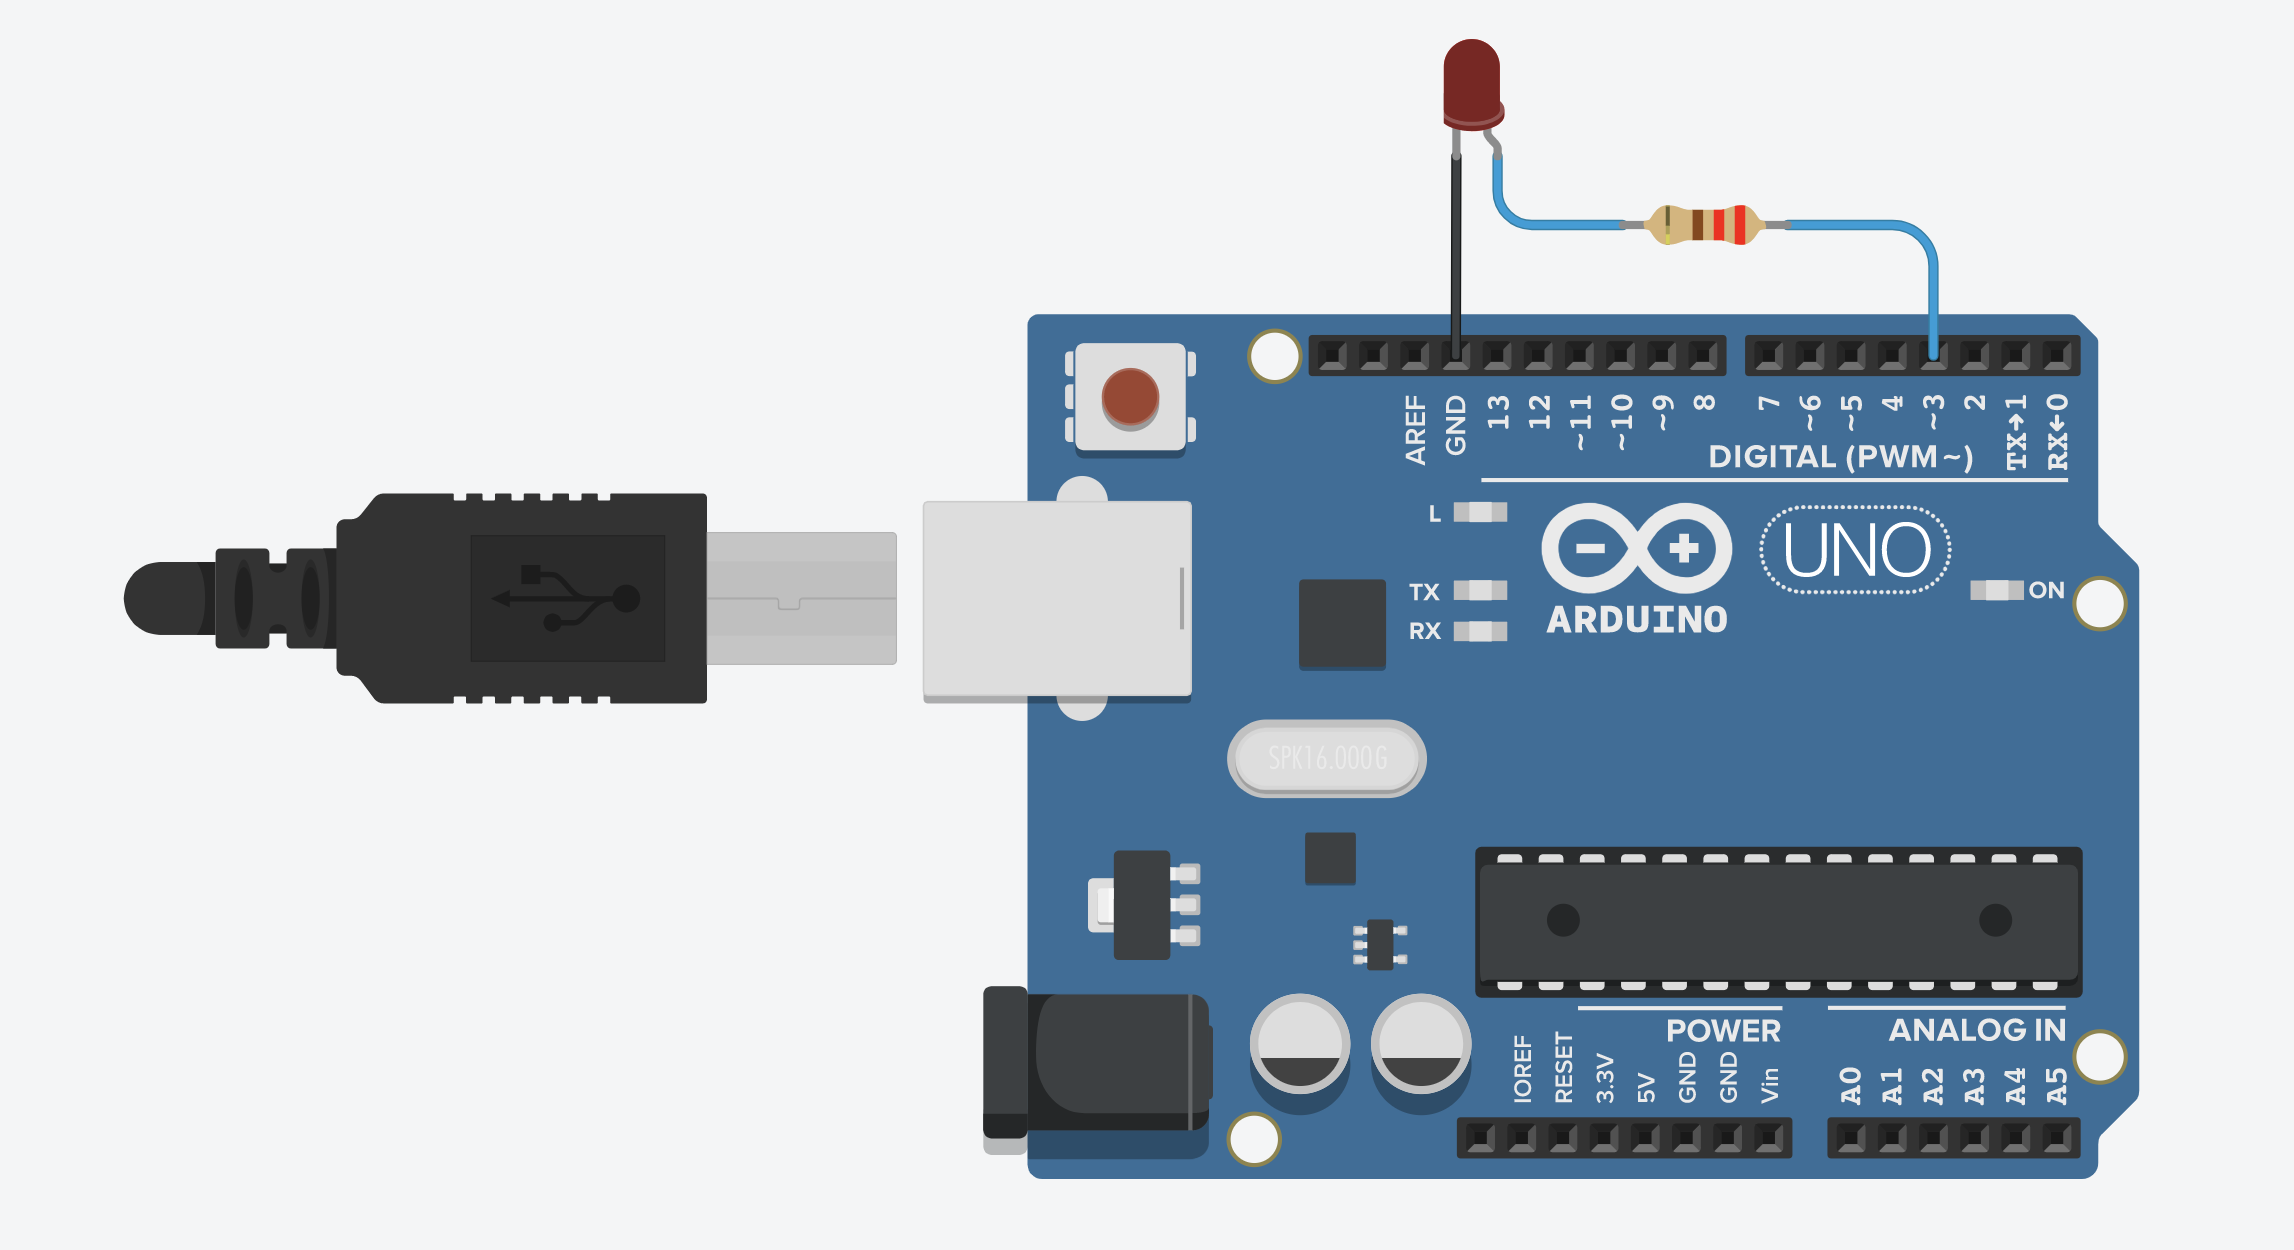 AREF
GND
13
12
~11
~10
~9
8
7
~6
~5
4
~3
2
TX→1
RX←0
DIGITAL (PWM~)
L
TX
RX
ARDUINO
UNO
ON
SPK16.000G
POWER
ANALOG IN
IOREF
RESET
3.3V
5V
GND
GND
Vin
A0
A1
A2
A3
A4
A5